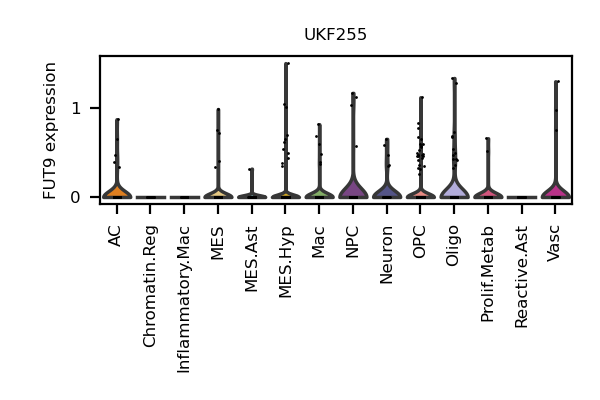 UKF255
FUT9 expression
1
0
AC
Chromatin.Reg
Inflammatory.Mac
MES
MES.Ast
MES.Hyp
Mac
NPC
Neuron
OPC
Oligo
Prolif.Metab
Reactive.Ast
Vasc